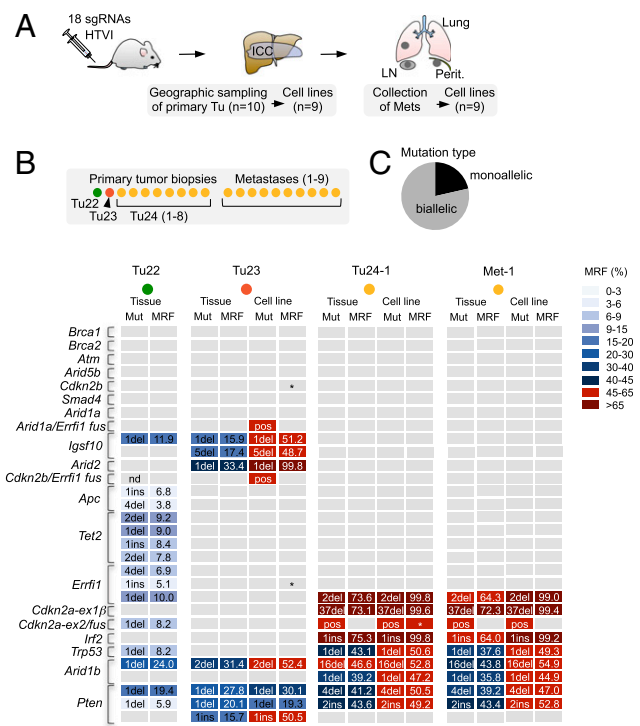 A
18 sgRNAs
HTVI
ICC
Lung
LN
Perit.
Geographic sampling of primary Tu (n=10)
Cell lines (n=9)
Collection of Mets
Cell lines (n=9)
B
Primary tumor biopsies
Metastases (1-9)
Tu22
Tu23
Tu24 (1-8)
C
Mutation type
monoallelic
biallelic
Tu22 Tu23 Tu24-1 Met-1
Tissue Tissue Cell line Tissue Cell line Tissue Cell line
Mut MRF Mut MRF Mut MRF Mut MRF Mut MRF Mut MRF Mut MRF
MRF (%)
0-3
3-6
6-9
9-15
15-20
20-30
30-40
40-45
45-65
>65
Brca1
Brca2
Atm
Arid5b
Cdkn2b *
Smad4
Arid1a
Arid1a/Errfi1 fus pos
Igsf10 1del 11.9 1del 15.9 1del 51.2
5del 17.4 5del 48.7
Arid2 1del 33.4 1del 99.8
Cdkn2b/Errfi1 fus nd pos
Apc 1ins 6.8
4del 3.8
Tet2 2del 9.2
1del 9.0
1ins 8.4
2del 7.8
Errfi1 4del 6.9
1ins 5.1 *
1del 10.0 2del 73.6 2del 99.8 2del 64.3 2del 99.0
Cdkn2a-ex1β 37del 73.1 37del 99.6 37del 72.3 37del 99.4
Cdkn2a-ex2/fus 1del 8.2 pos pos * pos pos
Irf2 1ins 75.3 1ins 99.8 1ins 64.0 1ins 99.2
Trp53 1del 8.2 1del 43.1 1del 50.6 1del 37.6 1del 49.3
Arid1b 1del 24.0 2del 31.4 2del 52.4 16del 46.6 16del 52.8 16del 43.8 16del 54.9
1del 39.2 1del 47.2 1del 35.8 1del 44.9
Pten 1del 19.4 1del 27.8 1del 30.1 4del 41.2 4del 50.5 4del 39.2 4del 47.0
1del 5.9 1del 20.1 1del 19.3 2ins 43.6 2ins 49.2 2ins 42.0 2ins 52.8
1ins 15.7 1ins 50.5